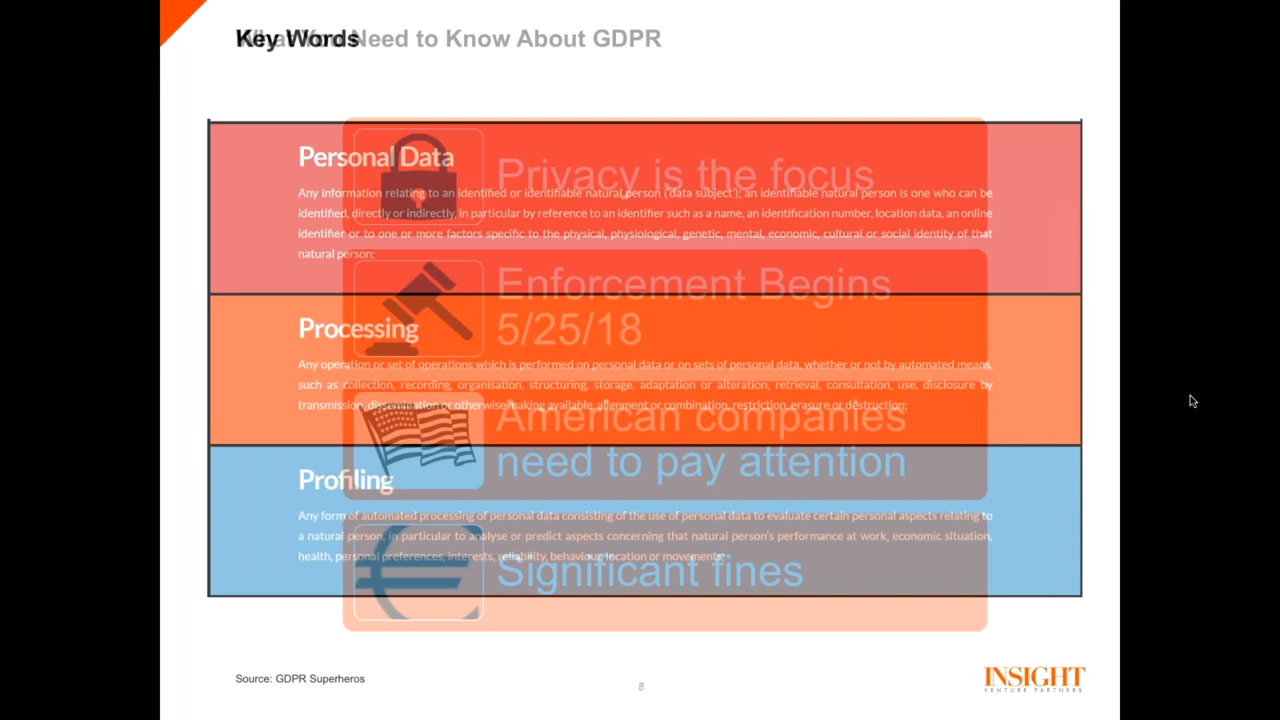 Key Words
What You Need to Know About GDPR
Personal Data
Any information relating to an identified or identifiable natural person ('data subject'); an identifiable natural person is one who can be
identified, directly or indirectly, in particular by reference to an identifier such as a name, an identification number, location data, an online
identifier or to one or more factors specific to the physical, physiological, genetic, mental, economic, cultural or social identity of that
natural person;
Privacy is the focus
Enforcement Begins
5/25/18
Processing
Any operation or set of operations which is performed on personal data or on sets of personal data, whether or not by automated means,
such as collection, recording, organisation, structuring, storage, adaptation or alteration, retrieval, consultation, use, disclosure by
transmission, dissemination or otherwise making available, alignment or combination, restriction, erasure or destruction;
American companies
need to pay attention
Profiling
Any form of automated processing of personal data consisting of the use of personal data to evaluate certain personal aspects relating to
a natural person, in particular to analyse or predict aspects concerning that natural person's performance at work, economic situation,
health, personal preferences, interests, reliability, behaviour, location or movements;
Significant fines
Source: GDPR Superheros
INSIGHT
VENTURE PARTNERS